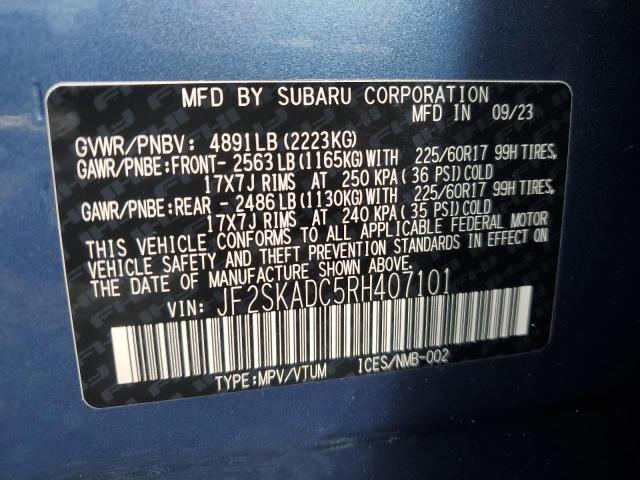 MFD BY SUBARU CORPORATION
MFD IN 09/23
GVWR/PNBV: 4891LB(2223KG)
GAWR/PNBE:FRONT- 2563LB(1165KG)WITH 225/60R17 99H TIRES,
17X7J RIMS AT 250 KPA(36 PSI)COLD
GAWR/PNBE:REAR - 2486LB(1130KG)WITH 225/60R17 99H TIRES,
17X7J RIMS AT 240 KPA(35 PSI)COLD
THIS VEHICLE CONFORMS TO ALL APPLICABLE FEDERAL MOTOR
VEHICLE SAFETY AND THEFT PREVENTION STANDARDS IN EFFECT ON
THE DATE OF MANUFACTURE SHOWN ABOVE.
VIN: JF2SKADC5RH407101
TYPE:MPV/VTUM ICES/NMB-002